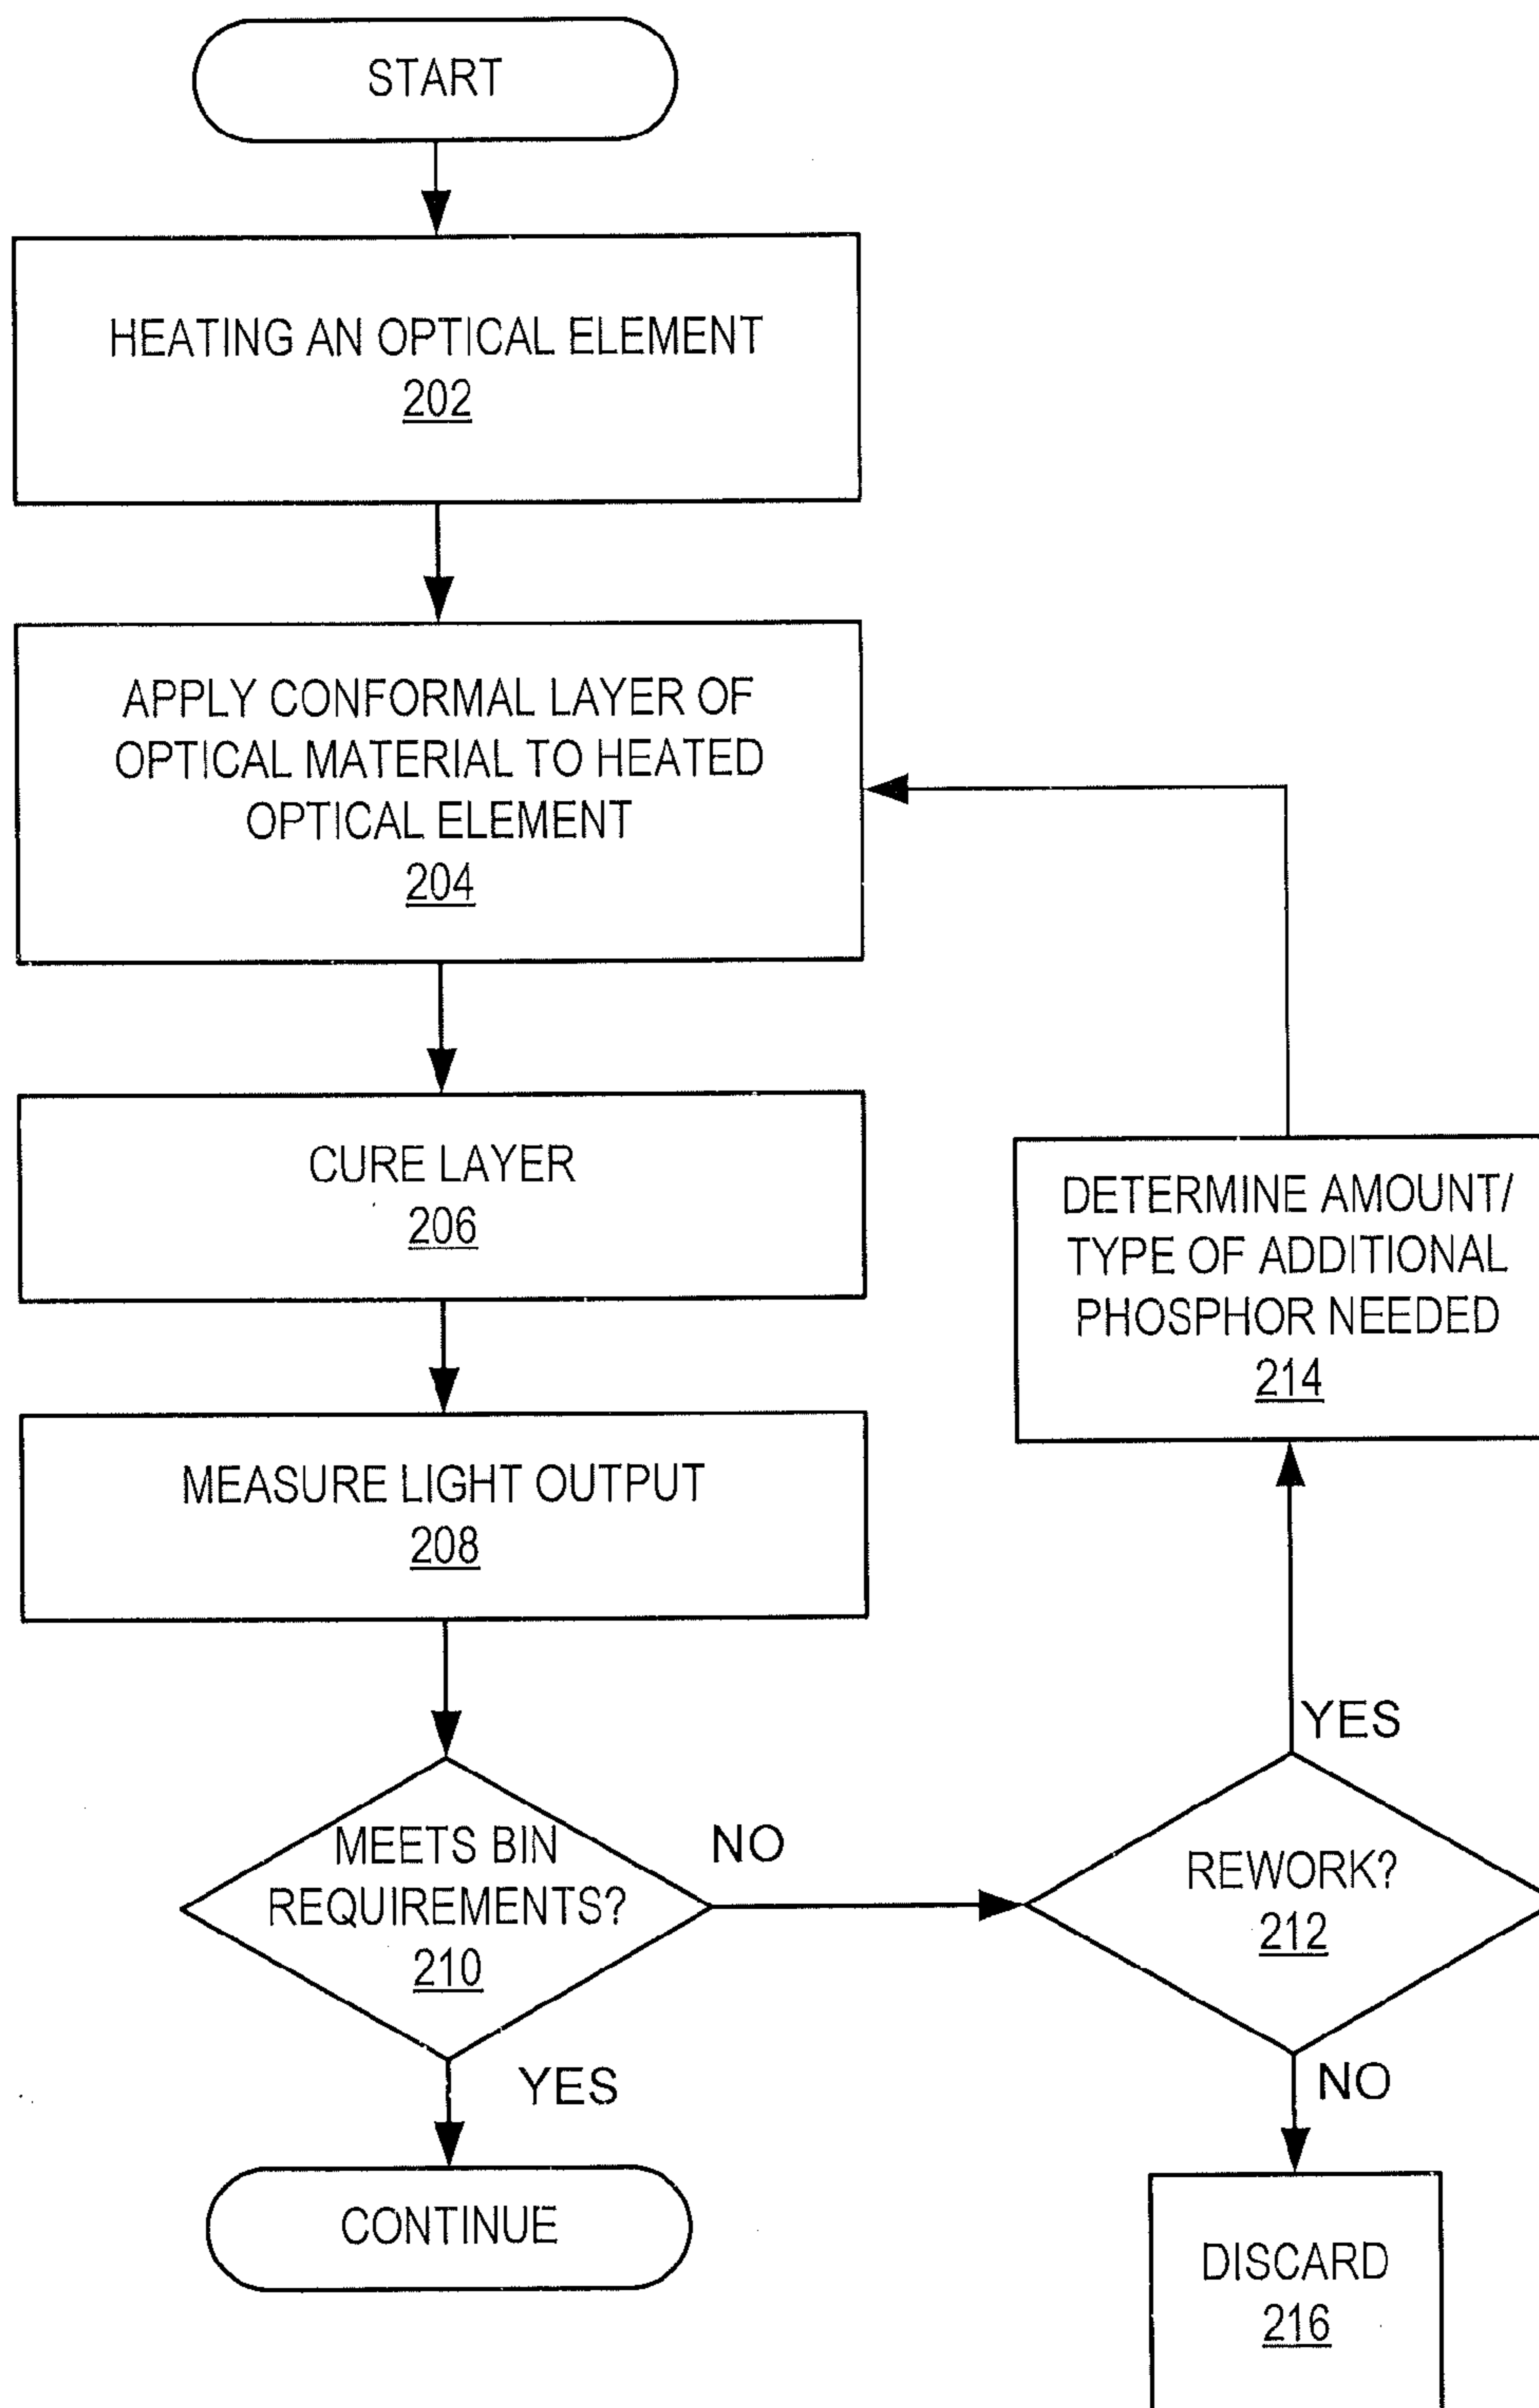 START
HEATING AN OPTICAL ELEMENT
202
APPLY CONFORMAL LAYER OF
OPTICAL MATERIAL TO HEATED
OPTICAL ELEMENT
204
CURE LAYER
206
MEASURE LIGHT OUTPUT
208
MEETS BIN
REQUIREMENTS?
210
NO
YES
CONTINUE
DETERMINE AMOUNT/
TYPE OF ADDITIONAL
PHOSPHOR NEEDED
214
YES
REWORK?
212
NO
DISCARD
216